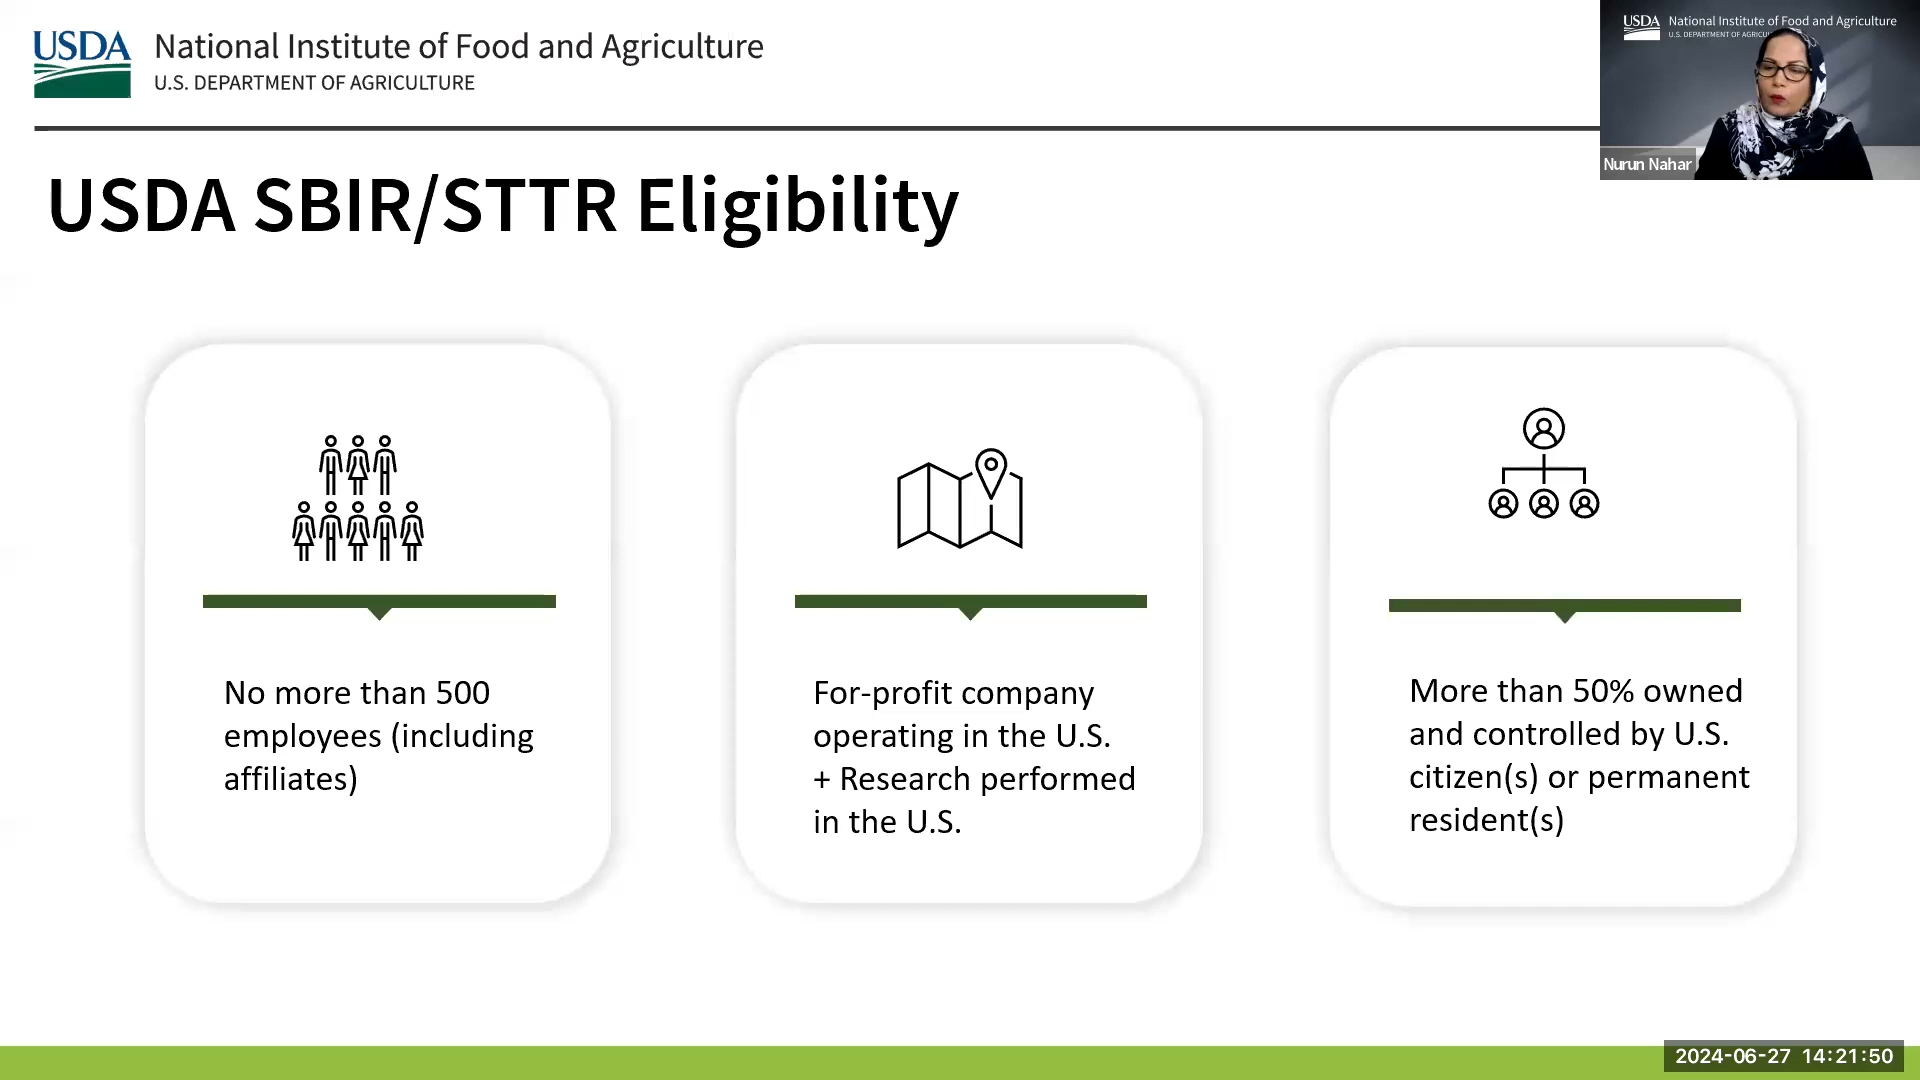 USDA
National Institute of Food and Agriculture
U.S. DEPARTMENT OF AGRICULTURE
USDA
National Institute of Food and Agriculture
U.S. DEPARTMENT OF
Nurun Nahar
USDA SBIR/STTR Eligibility
No more than 500
employees (including
affiliates)
For-profit company
operating in the U.S.
+ Research performed
in the U.S.
More than 50% owned
and controlled by U.S.
citizen(s) or permanent
resident(s)
2024-06-27 14:21:50